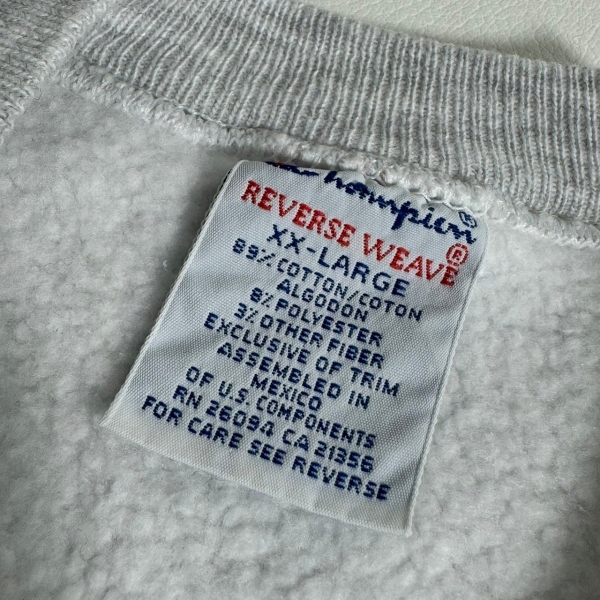 Champion®
REVERSE WEAVE®
XX-LARGE
89% COTTON/COTON
ALGODON
8% POLYESTER
3% OTHER FIBER
EXCLUSIVE OF TRIM
ASSEMBLED IN
MEXICO
OF U.S. COMPONENTS
RN 26094 CA 21356
FOR CARE SEE REVERSE